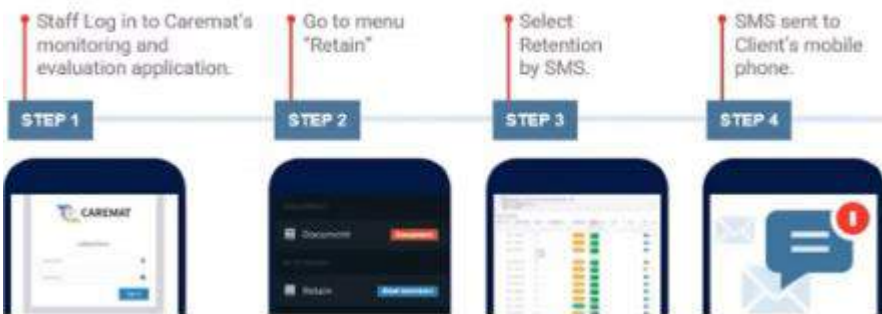 Staff Log in to Caremat's
monitoring and
evaluation application.
Go to menu
"Retain"
Select
Retention
by SMS.
SMS sent to
Client's mobile
phone.
STEP 1
STEP 2
STEP 3
STEP 4
CAREMAT
Document
Retain